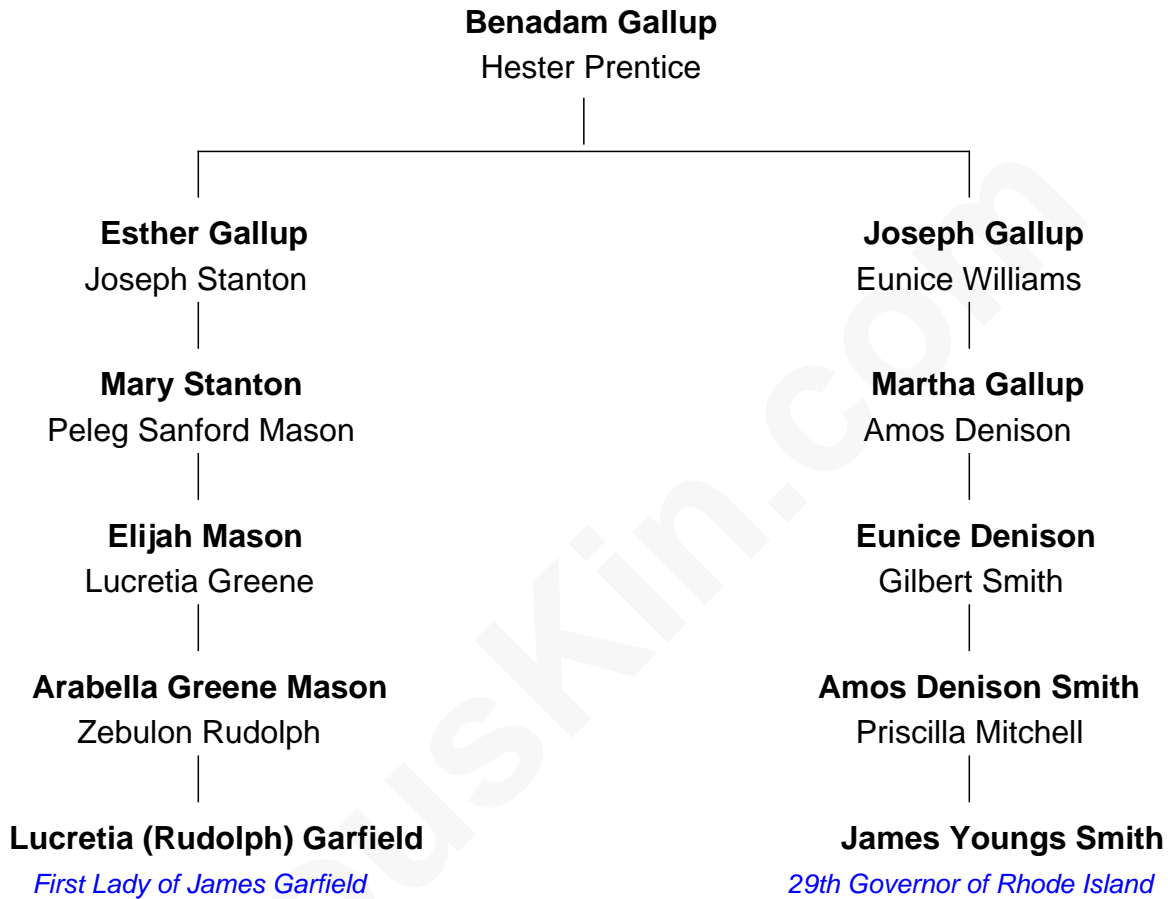 Benadam Gallup
Hester Prentice
Esther Gallup
Joseph Stanton
Joseph Gallup
Eunice Williams
Mary Stanton
Peleg Sanford Mason
Martha Gallup
Amos Denison
Elijah Mason
Lucretia Greene
Eunice Denison
Gilbert Smith
Arabella Greene Mason
Zebulon Rudolph
Amos Denison Smith
Priscilla Mitchell
Lucretia (Rudolph) Garfield
First Lady of James Garfield
James Youngs Smith
29th Governor of Rhode Island
usKin.com